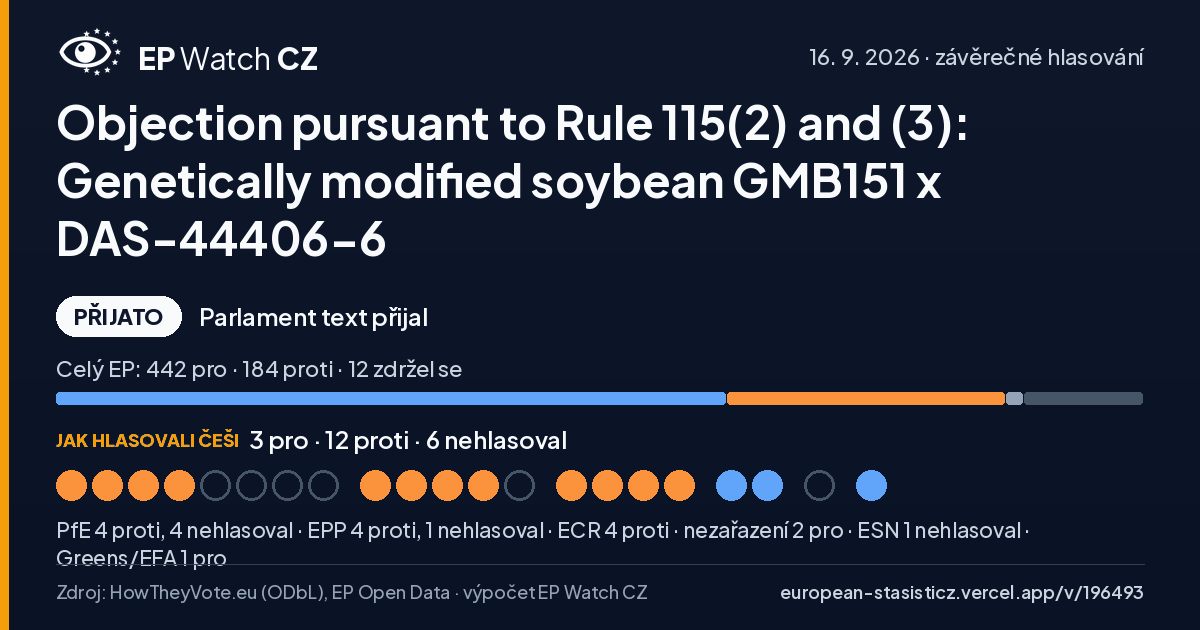 EP Watch CZ
16. 9. 2026 · závěrečné hlasování
Objection pursuant to Rule 115(2) and (3):
Genetically modified soybean GMB151 x
DAS-44406-6
PŘIJATO Parlament text přijal
Celý EP: 442 pro · 184 proti · 12 zdržel se
JAK HLASOVALI ČEŠI 3 pro · 12 proti · 6 nehlasoval
PfE 4 proti, 4 nehlasoval · EPP 4 proti, 1 nehlasoval · ECR 4 proti · nezařazení 2 pro · ESN 1 nehlasoval ·
Greens/EFA 1 pro
Zdroj: HowTheyVote.eu (ODbL), EP Open Data · výpočet EP Watch CZ
european-stasisticz.vercel.app/v/196493